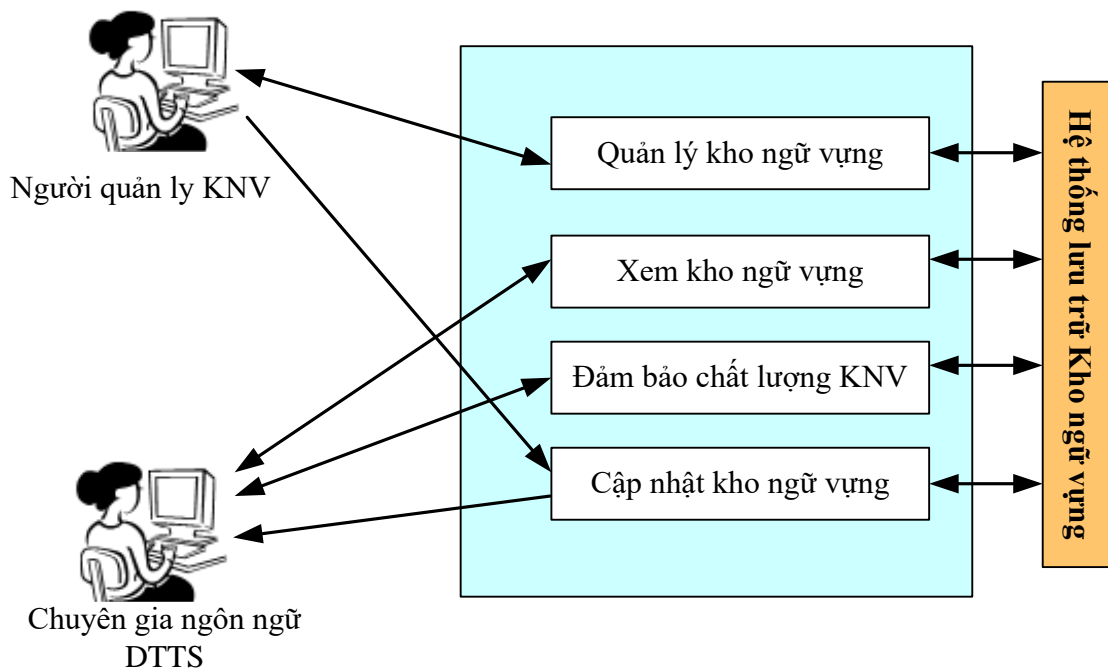 Người quản ly KNV
Quản lý kho ngữ vựng
Xem kho ngữ vựng
Đảm bảo chất lượng KNV
Cập nhật kho ngữ vựng
Chuyên gia ngôn ngữ
DTTS
Hệ thống lưu trữ Kho ngữ vựng